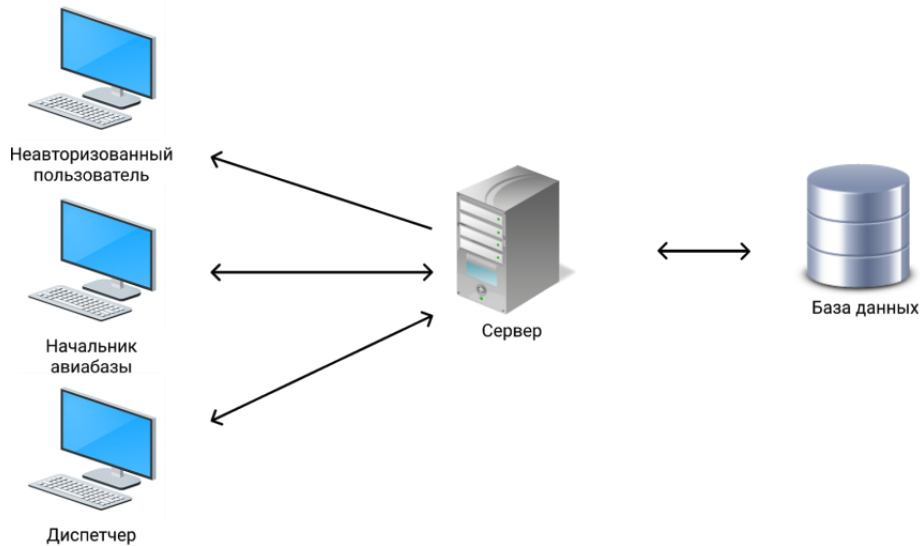 Неавторизованный
пользователь
Начальник
авиабазы
Диспетчер
Сервер
База данных